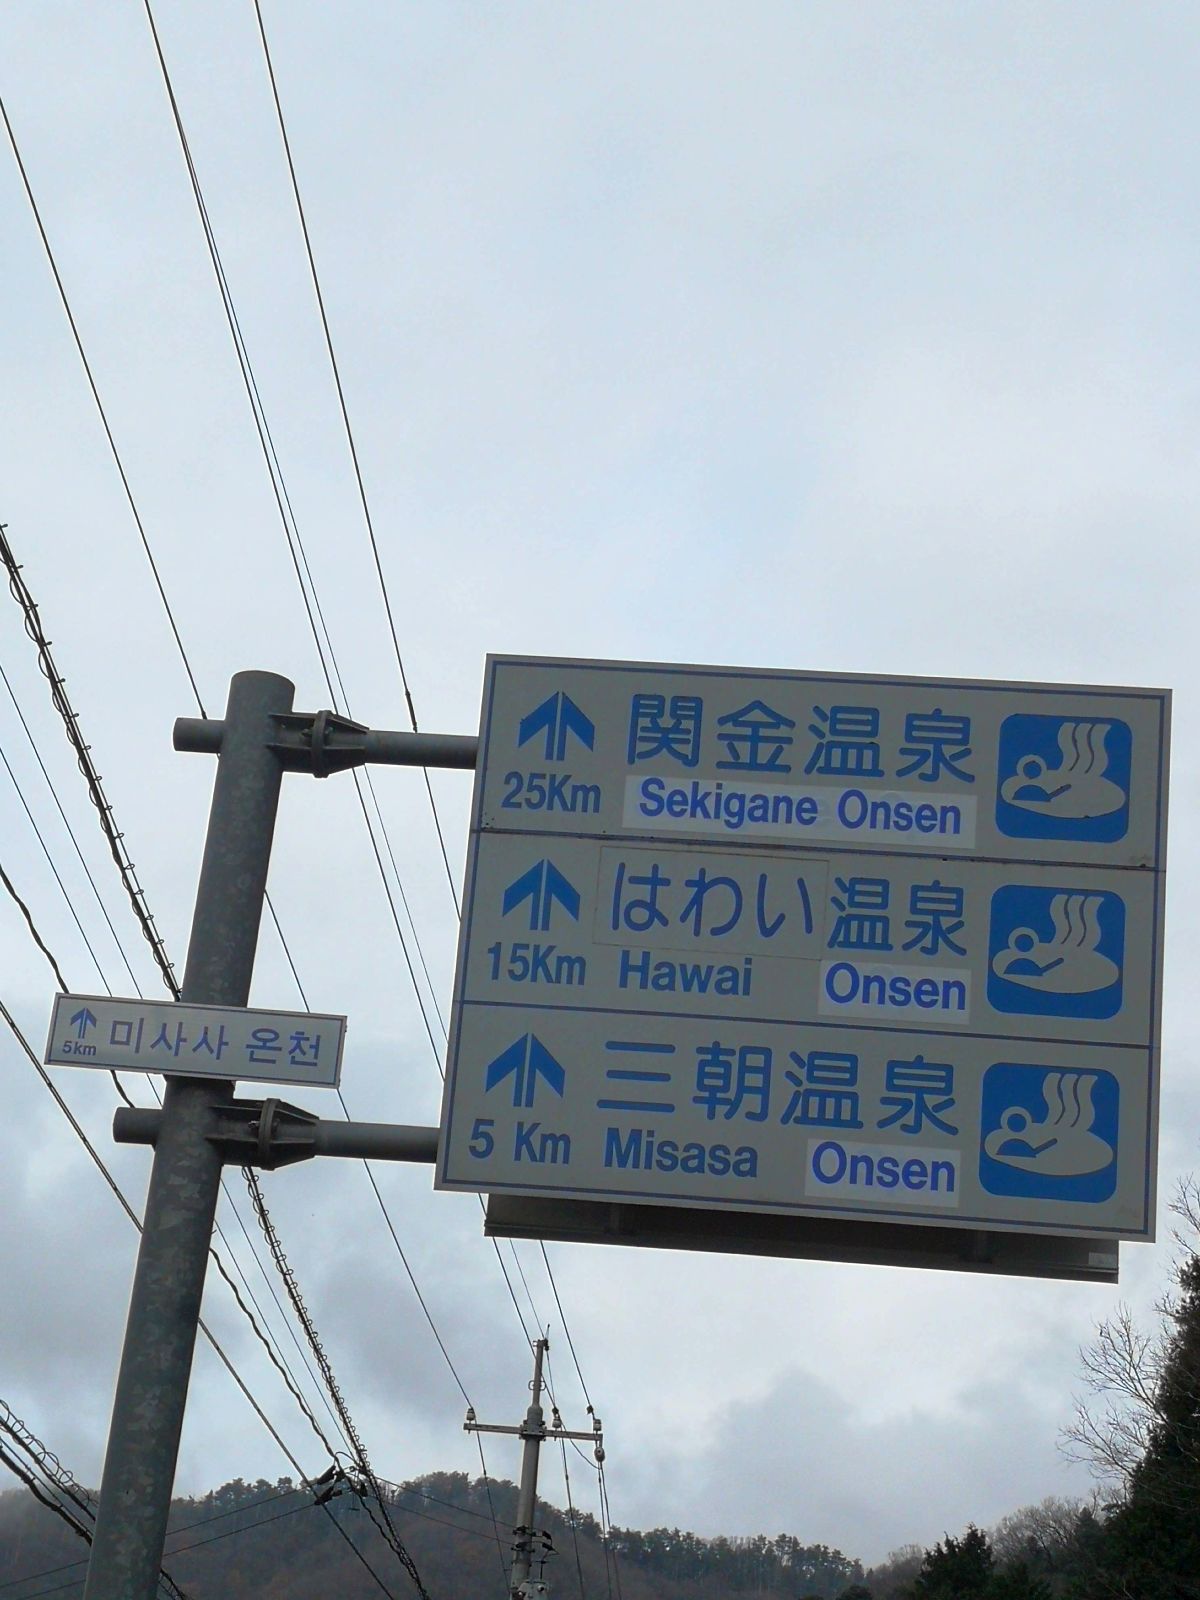 関金温泉
25Km Sekigane Onsen
はわい温泉
15Km Hawai Onsen
三朝温泉
5 Km Misasa Onsen
미사사 온천
5km